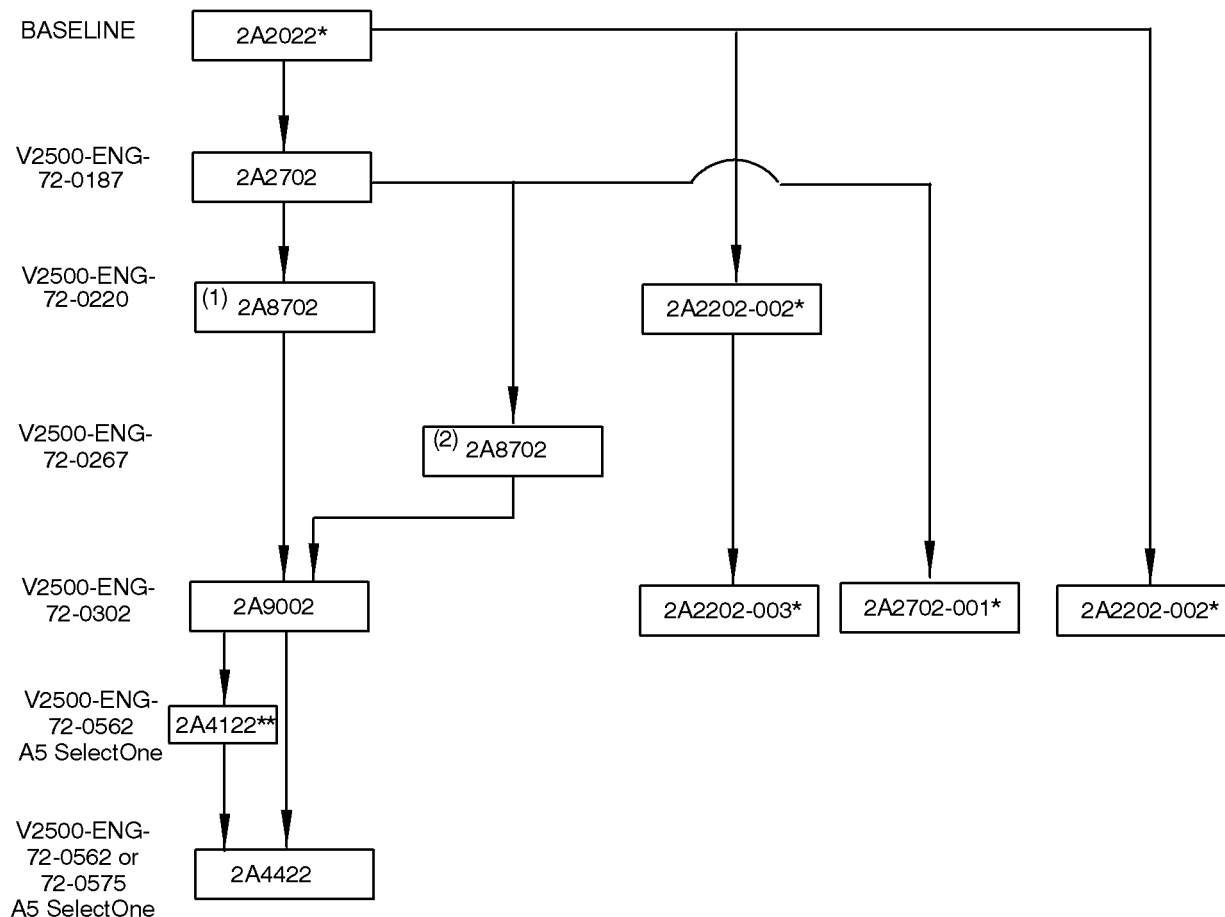 BASELINE
2A2022*
V2500-ENG-
72-0187
2A2702
V2500-ENG-
72-0220
(1) 2A8702
2A2202-002*
V2500-ENG-
72-0267
(2) 2A8702
V2500-ENG-
72-0302
2A9002
2A2202-003*
2A2702-001*
2A2202-002*
V2500-ENG-
72-0562
A5 SelectOne
2A4122**
V2500-ENG-
72-0562 or
72-0575
A5 SelectOne
2A4422